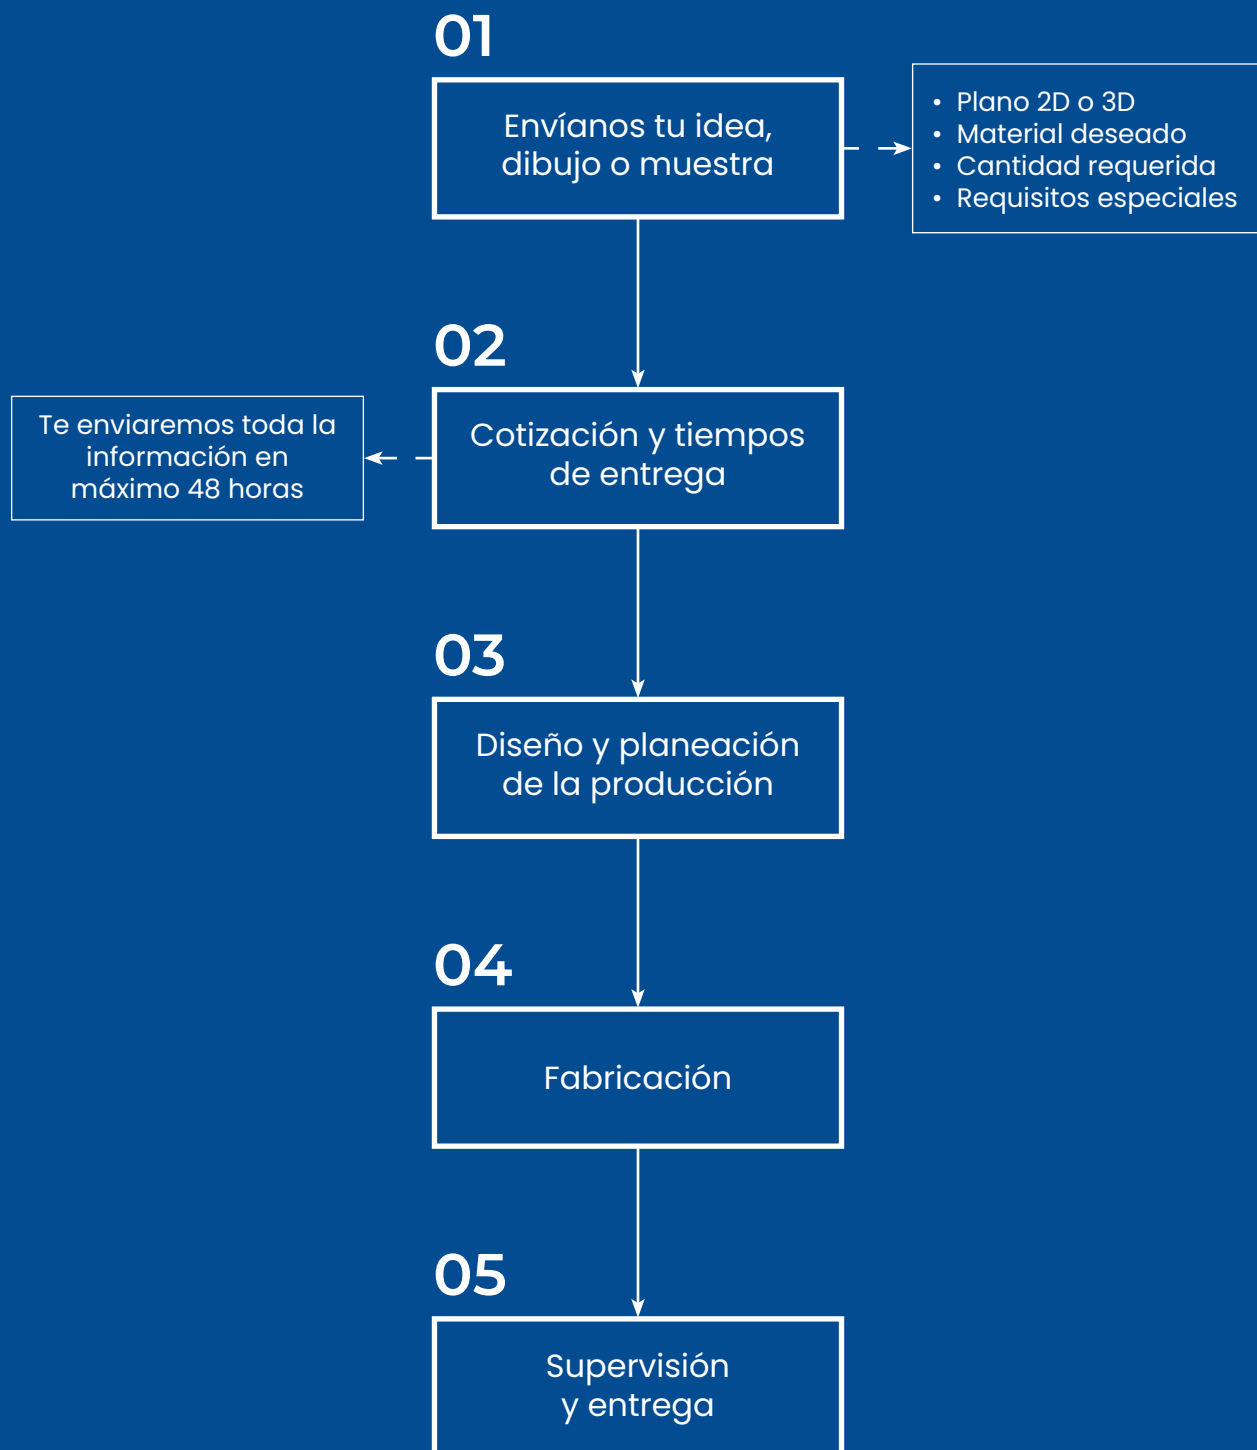 01
Envíanos tu idea,
dibujo o muestra
• Plano 2D o 3D
• Material deseado
• Cantidad requerida
• Requisitos especiales
02
Cotización y tiempos
de entrega
Te enviaremos toda la
información en
máximo 48 horas
03
Diseño y planeación
de la producción
04
Fabricación
05
Supervisión
y entrega